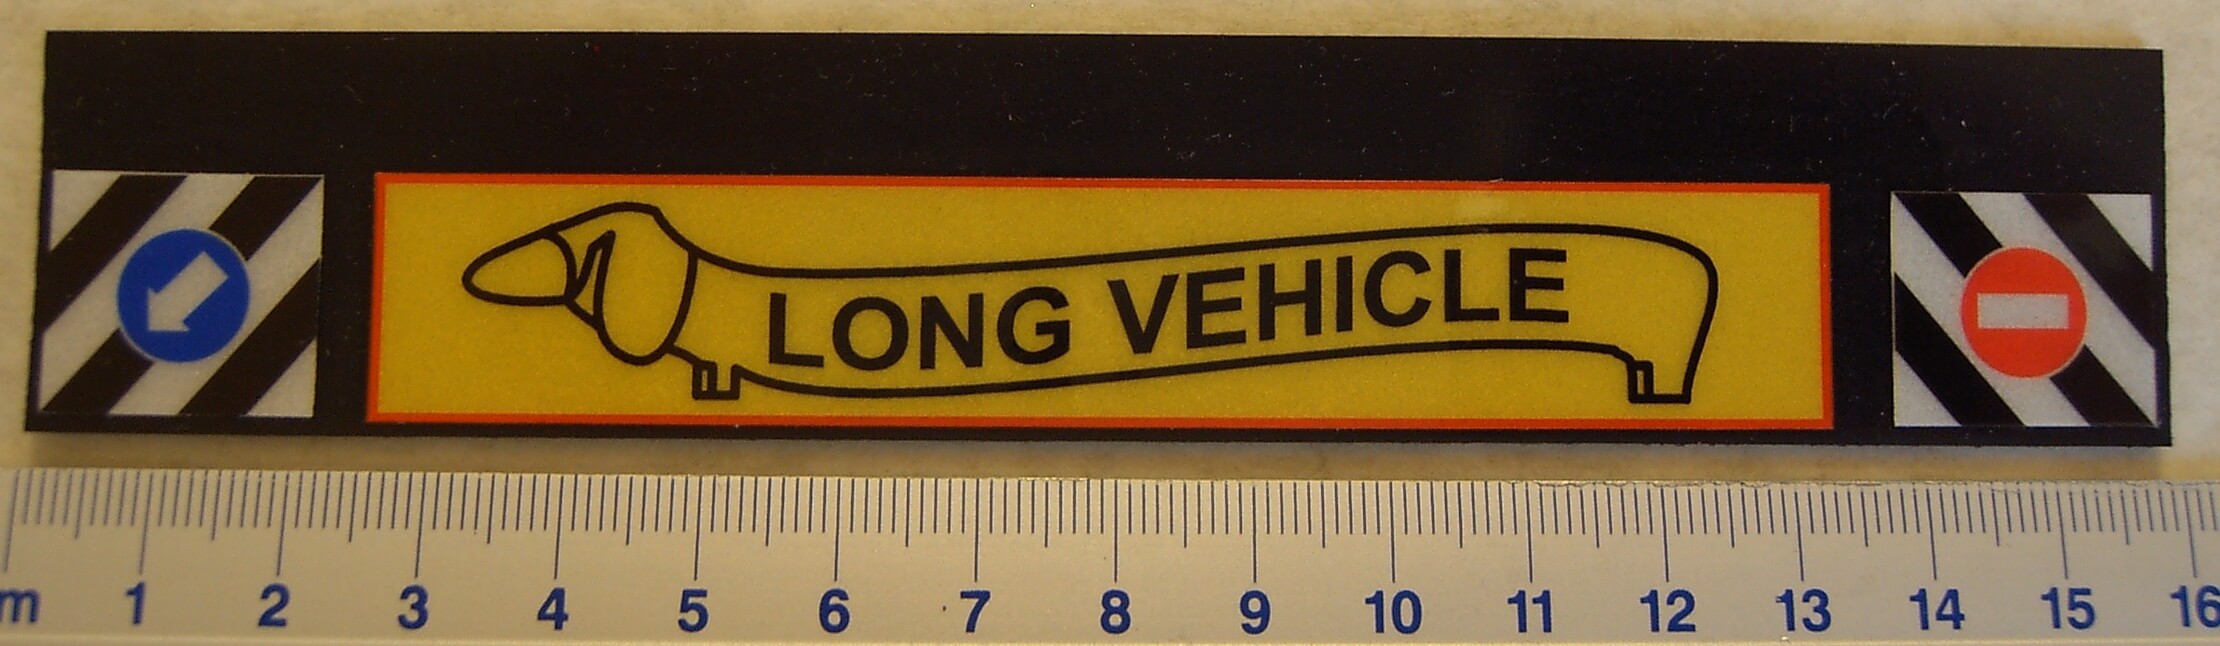 LONG VEHICLE
m 1 2 3 4 5 6 7 8 9 10 11 12 13 14 15 16